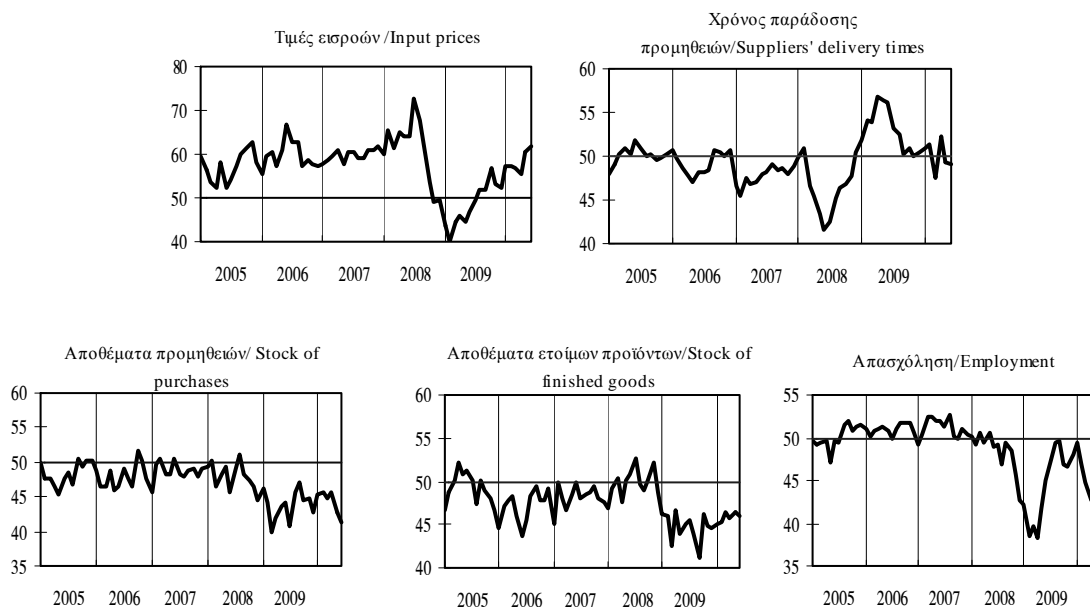 Τιμές εισροών /Input prices
80
70
60
50
40
2005 2006 2007 2008 2009
Χρόνος παράδοσης
προμηθειών/Suppliers' delivery times
60
55
50
45
40
2005 2006 2007 2008 2009
Αποθέματα προμηθειών/ Stock of
purchases
60
55
50
45
40
35
2005 2006 2007 2008 2009
Αποθέματα ετοίμων προϊόντων/Stock of
finished goods
60
55
50
45
40
2005 2006 2007 2008 2009
Απασχόληση/Employment
55
50
45
40
35
2005 2006 2007 2008 2009